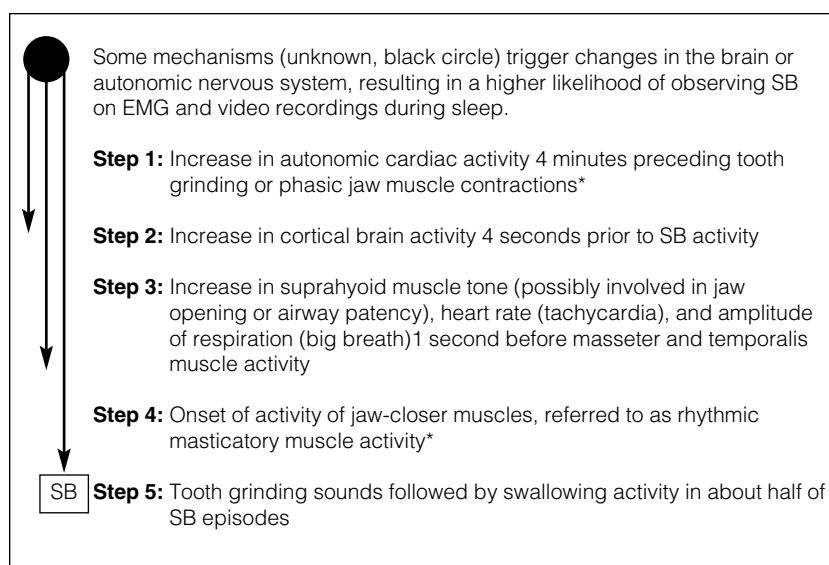 Some mechanisms (unknown, black circle) trigger changes in the brain or
autonomic nervous system, resulting in a higher likelihood of observing SB
on EMG and video recordings during sleep.
Step 1: Increase in autonomic cardiac activity 4 minutes preceding tooth
grinding or phasic jaw muscle contractions*
Step 2: Increase in cortical brain activity 4 seconds prior to SB activity
Step 3: Increase in suprahyoid muscle tone (possibly involved in jaw
opening or airway patency), heart rate (tachycardia), and amplitude
of respiration (big breath)1 second before masseter and temporalis
muscle activity
Step 4: Onset of activity of jaw-closer muscles, referred to as rhythmic
masticatory muscle activity*
SB Step 5: Tooth grinding sounds followed by swallowing activity in about half of
SB episodes